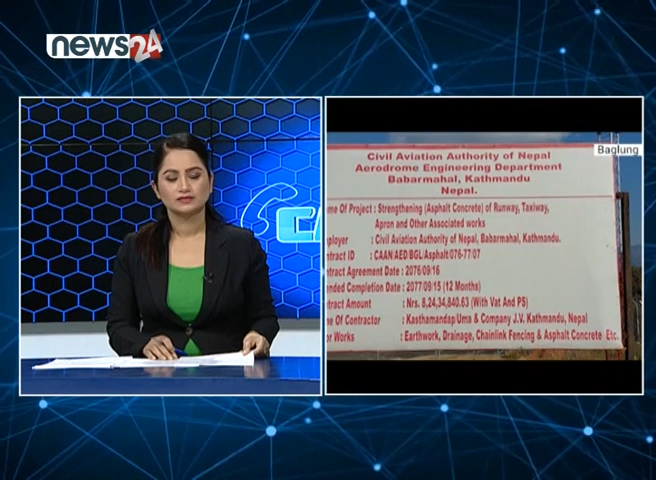 news24
C
Baglung
Civil Aviation Authority of Nepal
Aerodrome Engineering Department
Babarmahal, Kathmandu
Nepal.
me Of Project : Strengthening (Asphalt Concrete) of Runway, Taxiway,
Apron and Other Associated works
ployer : Civil Aviation Authority of Nepal, Babarmahal, Kathmandu.
ntract ID : CAAN/AED/BGL/Asphalt/076-77/07
ntract Agreement Date : 2076/09/16
ended Completion Date : 2077/09/15 (12 Months)
ntract Amount : Nrs. 8,24,34,840.63 (With Vat And PS)
me Of Contractor : Kasthamandap/Uma & Company J.V. Kathmandu, Nepal
or Works : Earthwork, Drainage, Chainlink Fencing & Asphalt Concrete Etc.